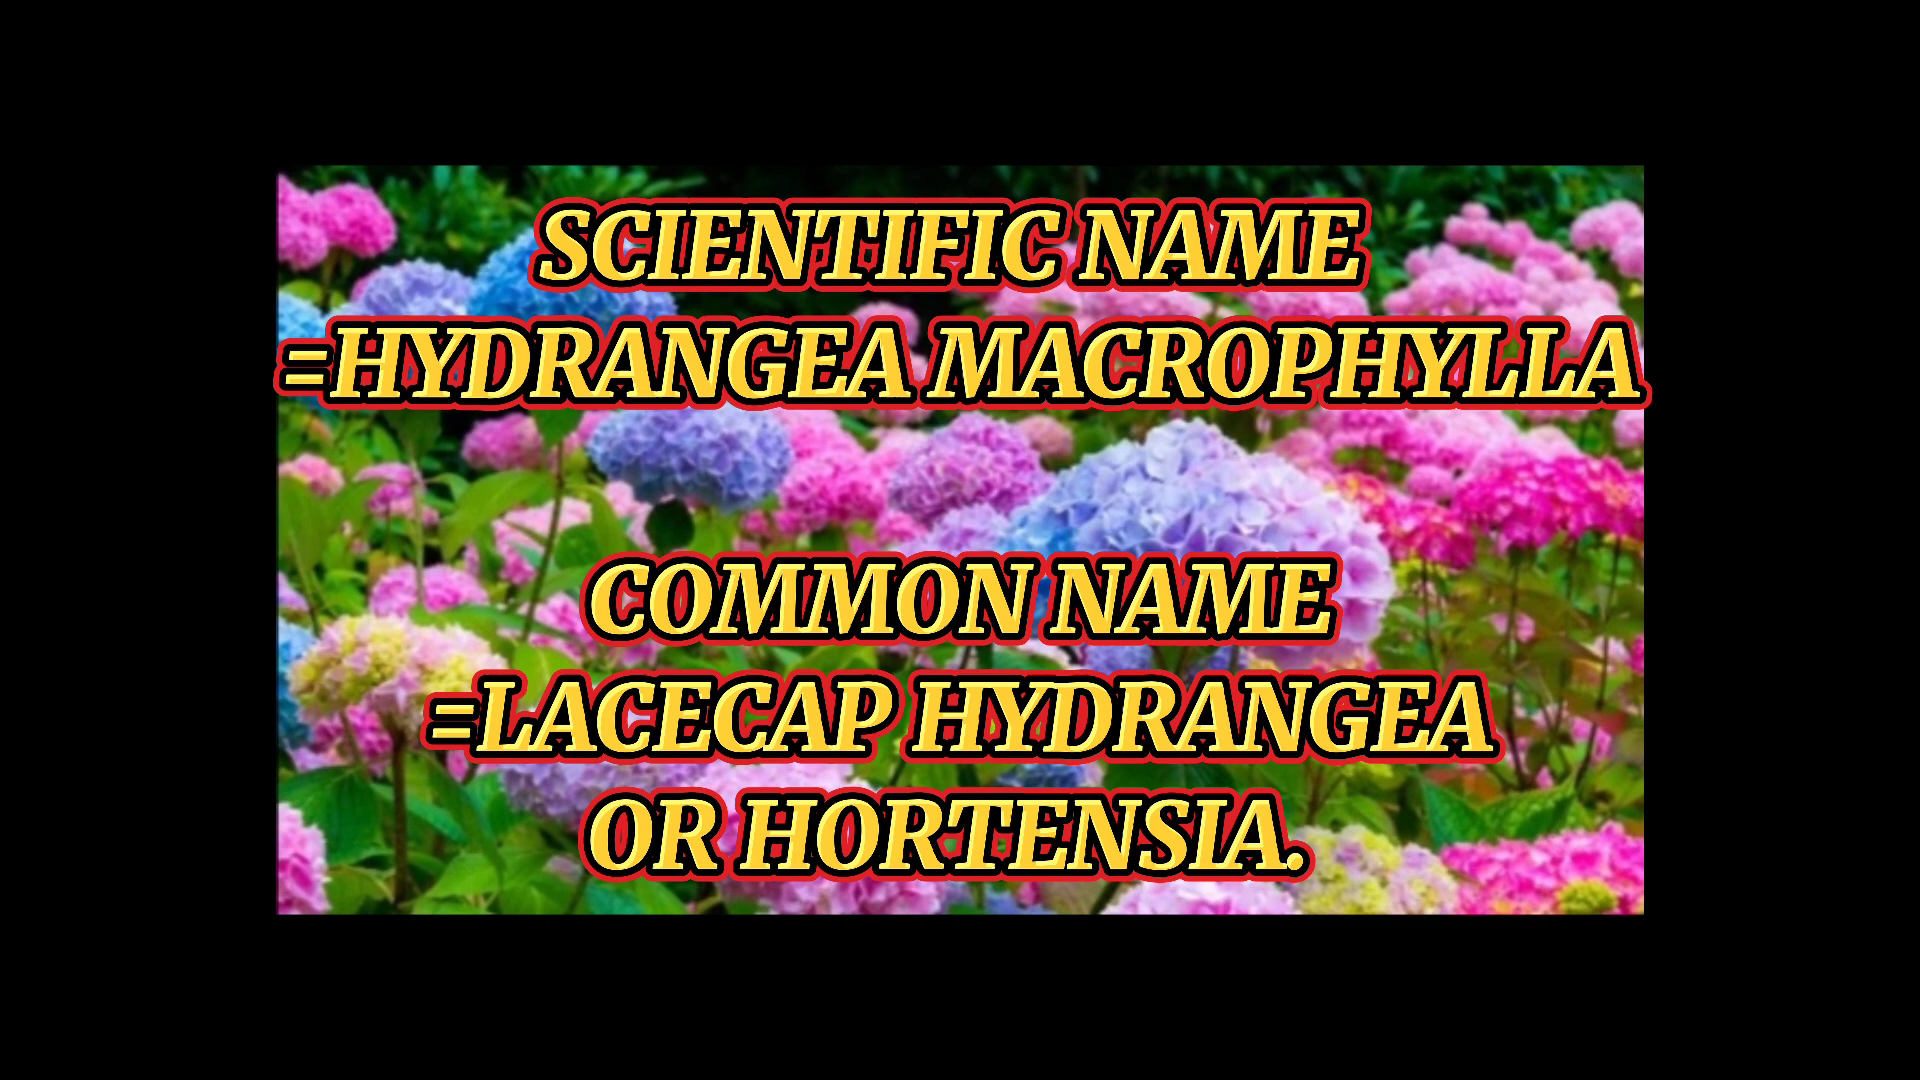 SCIENTIFIC NAME
=HYDRANGEA MACROPHYLLA
COMMON NAME
=LACECAP HYDRANGEA
OR HORTENSIA.